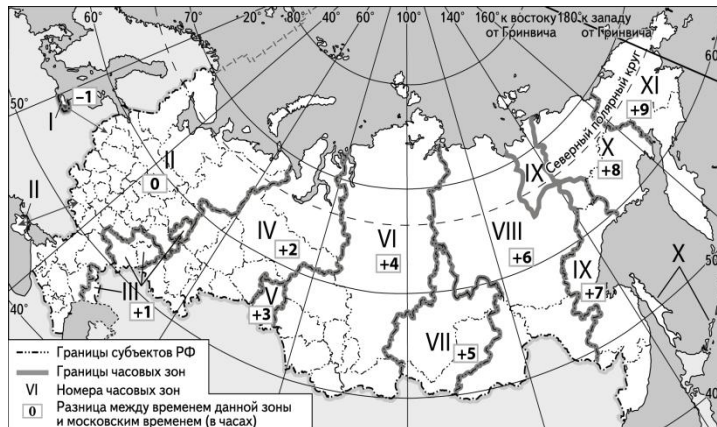 60° 20° 40° 60° 80° 100° 120° 140° 160° к востоку 180° к западу
от Гринвича от Гринвича
60°
50°
–1
I
Северный полярный круг
XI
+9
II
0
IX
X
+8
II
IV
+2
VI
+4
VIII
+6
X
IX
+7
50°
III
+1
V
+3
VII
+5
40°
40°
Границы субъектов РФ
Границы часовых зон
VI Номера часовых зон
0 Разница между временем данной зоны
и московским временем (в часах)